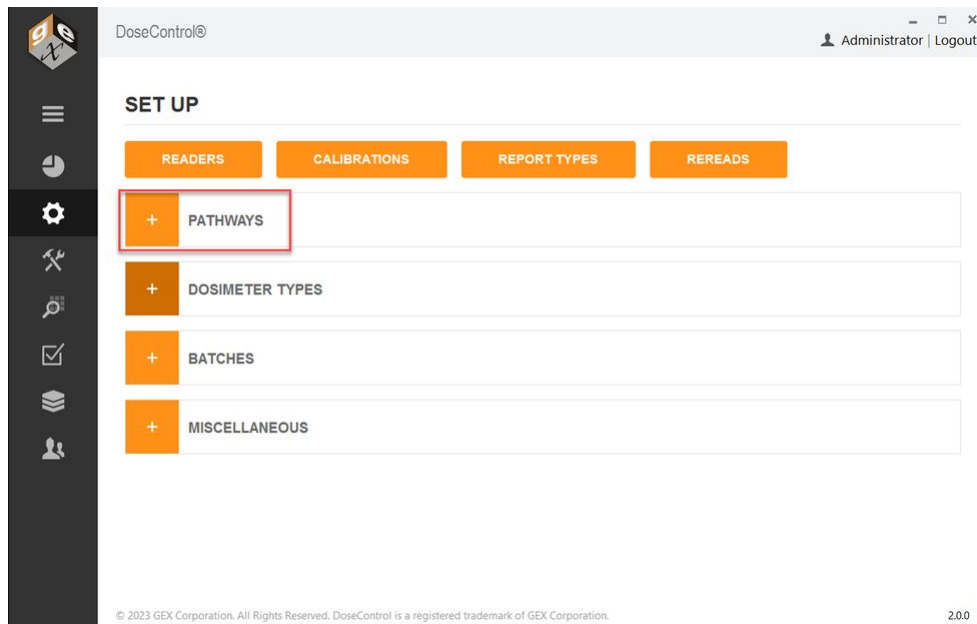 gex
DoseControl®
Administrator | Logout
SET UP
READERS
CALIBRATIONS
REPORT TYPES
REREADS
+ PATHWAYS
+ DOSIMETER TYPES
+ BATCHES
+ MISCELLANEOUS
© 2023 GEX Corporation. All Rights Reserved. DoseControl is a registered trademark of GEX Corporation.
2.0.0